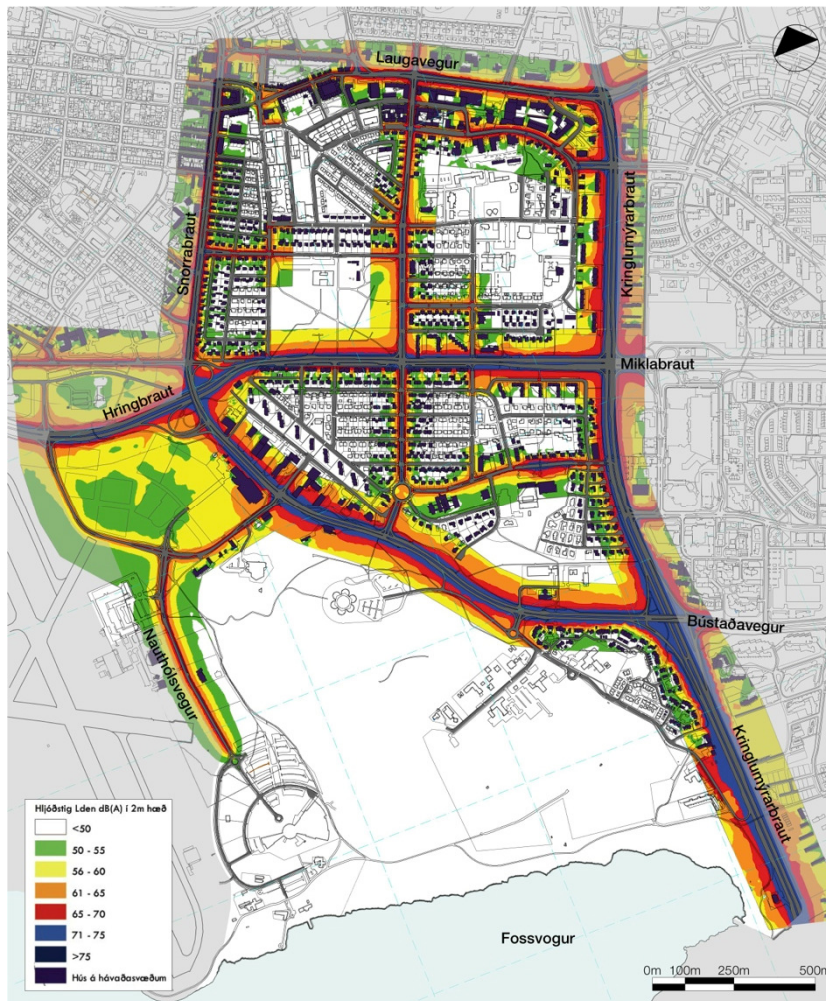 Laugavegur
Snorrabraut
Kringlumýrarbraut
Miklabraut
Hringbraut
Bústaðavegur
Nauthólsvegur
Kringlumýrarbraut
Hljóðstig Lden dB(A) í 2m hæð
<50
50 - 55
56 - 60
61 - 65
65 - 70
71 - 75
>75
Hús á hávaðasvæðum
Fossvogur
0m 100m 250m 500m